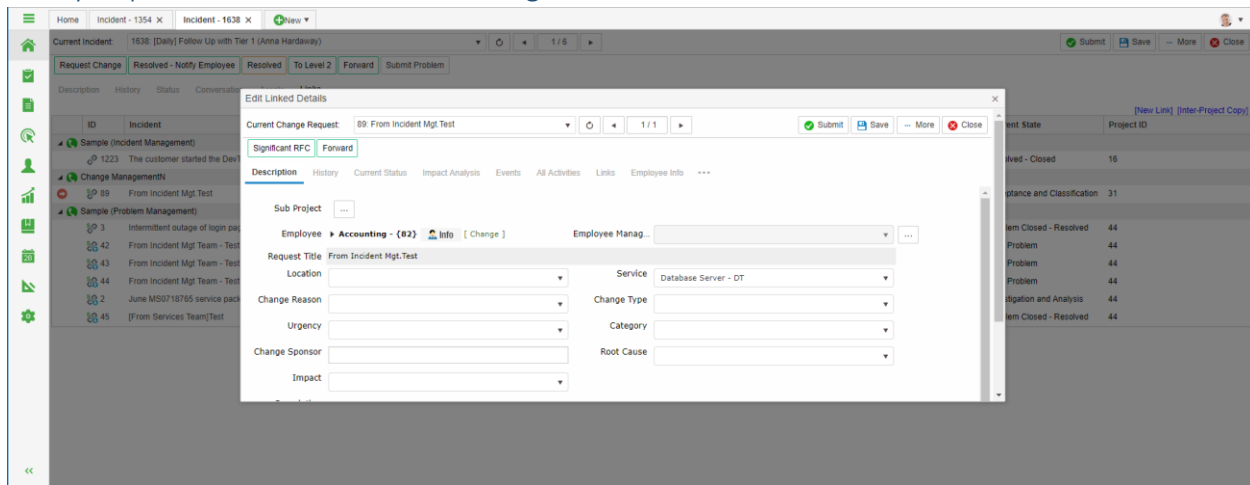 Home Incident - 1354 × Incident - 1638 × New ▾
Current Incident: 1638: [Daily] Follow Up with Tier 1 (Anna Hardaway) 1 / 6 Submit Save ··· More Close
Request Change Resolved - Notify Employee Resolved To Level 2 Forward Submit Problem
Description History Status Conversation Links
[New Link] [Inter-Project Copy]
Edit Linked Details ×
ID Incident Project ID
Current Change Request: 89: From Incident Mgt.Test 1 / 1 Submit Save ··· More Close
Sample (Incident Management)
Significant RFC Forward
1223 The customer started the 16
Description History Current Status Impact Analysis Events All Activities Links Employee Info •••
Change ManagementN
89 From Incident Mgt.Test and Classification 31
Sample (Problem Management)
Sub Project ...
3 Intermittent outage of login Closed - Resolved 44
Employee ▸ Accounting - {82} Info [ Change ] Employee Manag... ...
42 From Incident Mgt Team - Test Problem 44
Request Title From Incident Mgt.Test
43 From Incident Mgt Team - Test Problem 44
Location Service Database Server - DT
44 From Incident Mgt Team - Test Problem 44
Change Reason Change Type
2 June MS0718765 service and Analysis 44
45 [From Services Team]Test Closed - Resolved 44
Urgency Category
Change Sponsor Root Cause
Impact
20